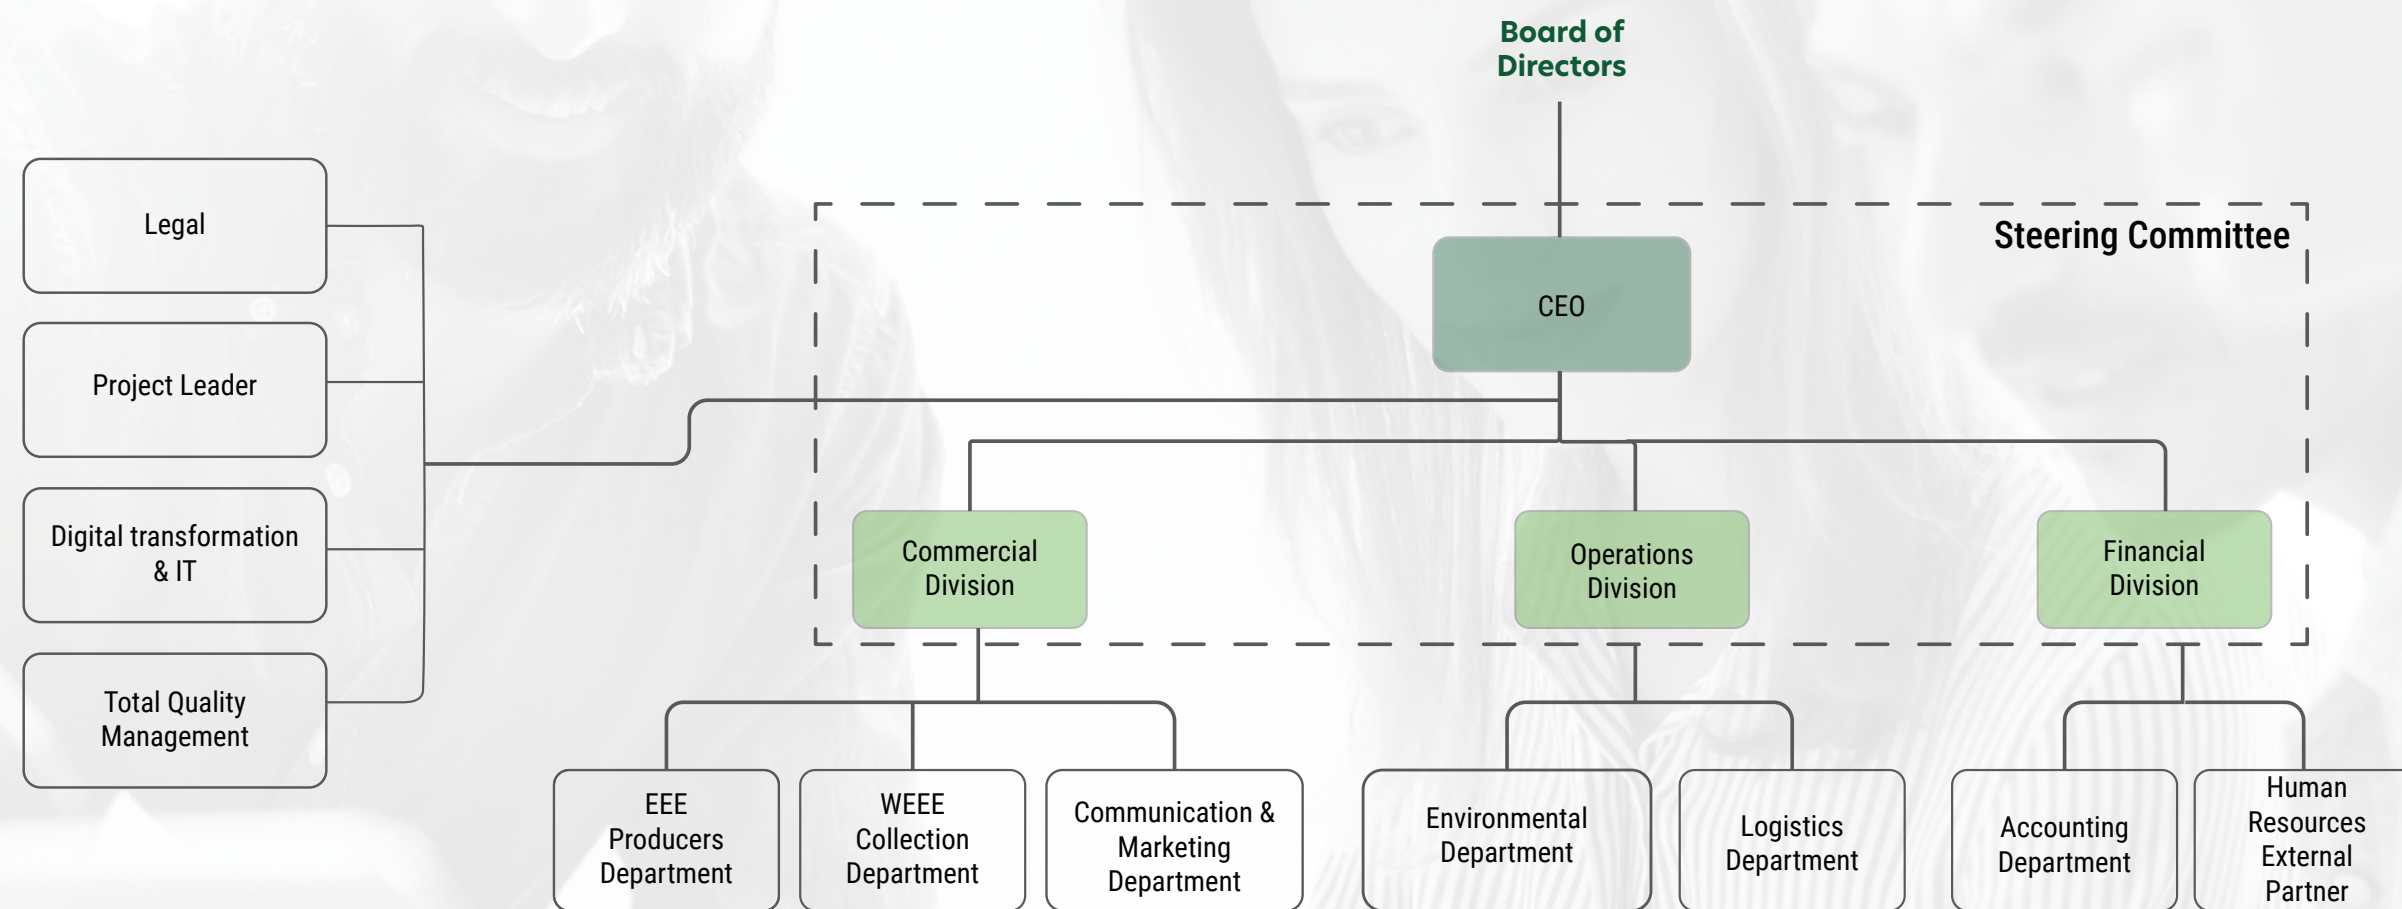 Board of
Directors
Steering Committee
CEO
Legal
Project Leader
Digital transformation
& IT
Total Quality
Management
Commercial
Division
Operations
Division
Financial
Division
EEE
Producers
Department
WEEE
Collection
Department
Communication &
Marketing
Department
Environmental
Department
Logistics
Department
Accounting
Department
Human
Resources
External
Partner